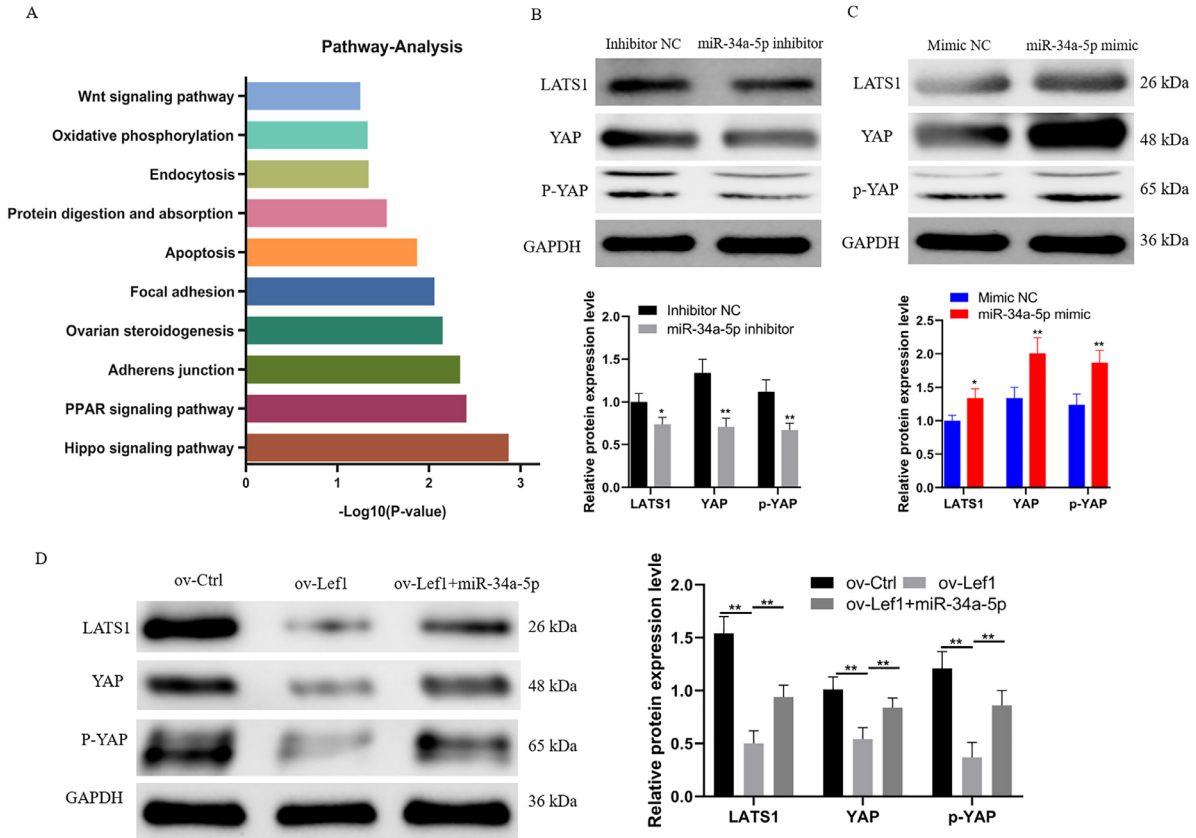 A
Pathway-Analysis
Wnt signaling pathway
Oxidative phosphorylation
Endocytosis
Protein digestion and absorption
Apoptosis
Focal adhesion
Ovarian steroidogenesis
Adherens junction
PPAR signaling pathway
Hippo signaling pathway
0 1 2 3
-Log10(P-value)
B
Inhibitor NC miR-34a-5p inhibitor
LATS1
YAP
P-YAP
GAPDH
Inhibitor NC
miR-34a-5p inhibitor
Relative protein expression levle
2.0
1.5
1.0
0.5
0.0
* ** **
LATS1 YAP p-YAP
C
Mimic NC miR-34a-5p mimic
LATS1 26 kDa
YAP 48 kDa
p-YAP 65 kDa
GAPDH 36 kDa
Mimic NC
miR-34a-5p mimic
Relative protein expression levle
2.5
2.0
1.5
1.0
0.5
0.0
* ** **
LATS1 YAP p-YAP
D
ov-Ctrl ov-Lef1 ov-Lef1+miR-34a-5p
LATS1 26 kDa
YAP 48 kDa
P-YAP 65 kDa
GAPDH 36 kDa
ov-Ctrl ov-Lef1
ov-Lef1+miR-34a-5p
Relative protein expression levle
2.0
1.5
1.0
0.5
0.0
** ** ** ** ** **
LATS1 YAP p-YAP